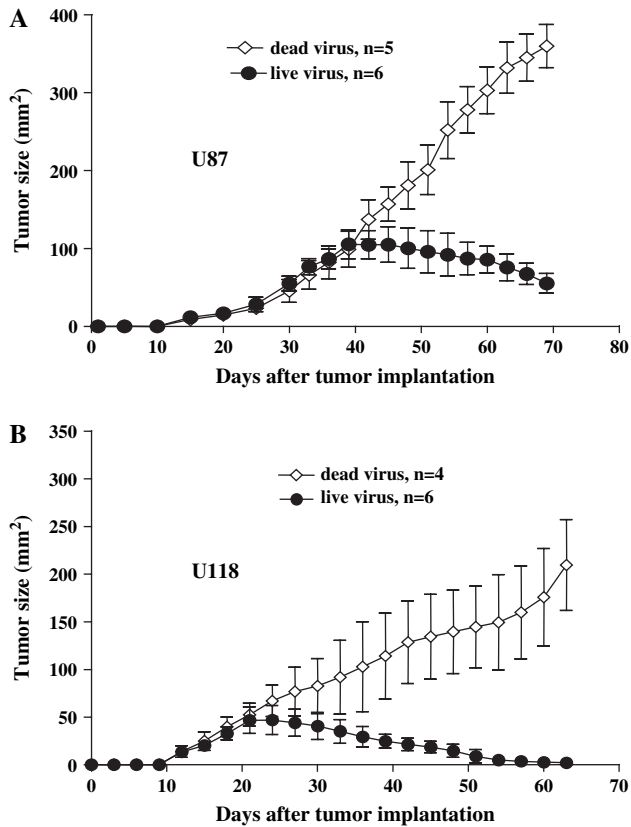 A
400
300
200
100
0
Tumor size (mm²)
dead virus, n=5
live virus, n=6
U87
0 10 20 30 40 50 60 70 80
Days after tumor implantation
B
350
300
250
200
150
100
50
0
Tumor size (mm²)
dead virus, n=4
live virus, n=6
U118
0 10 20 30 40 50 60 70
Days after tumor implantation